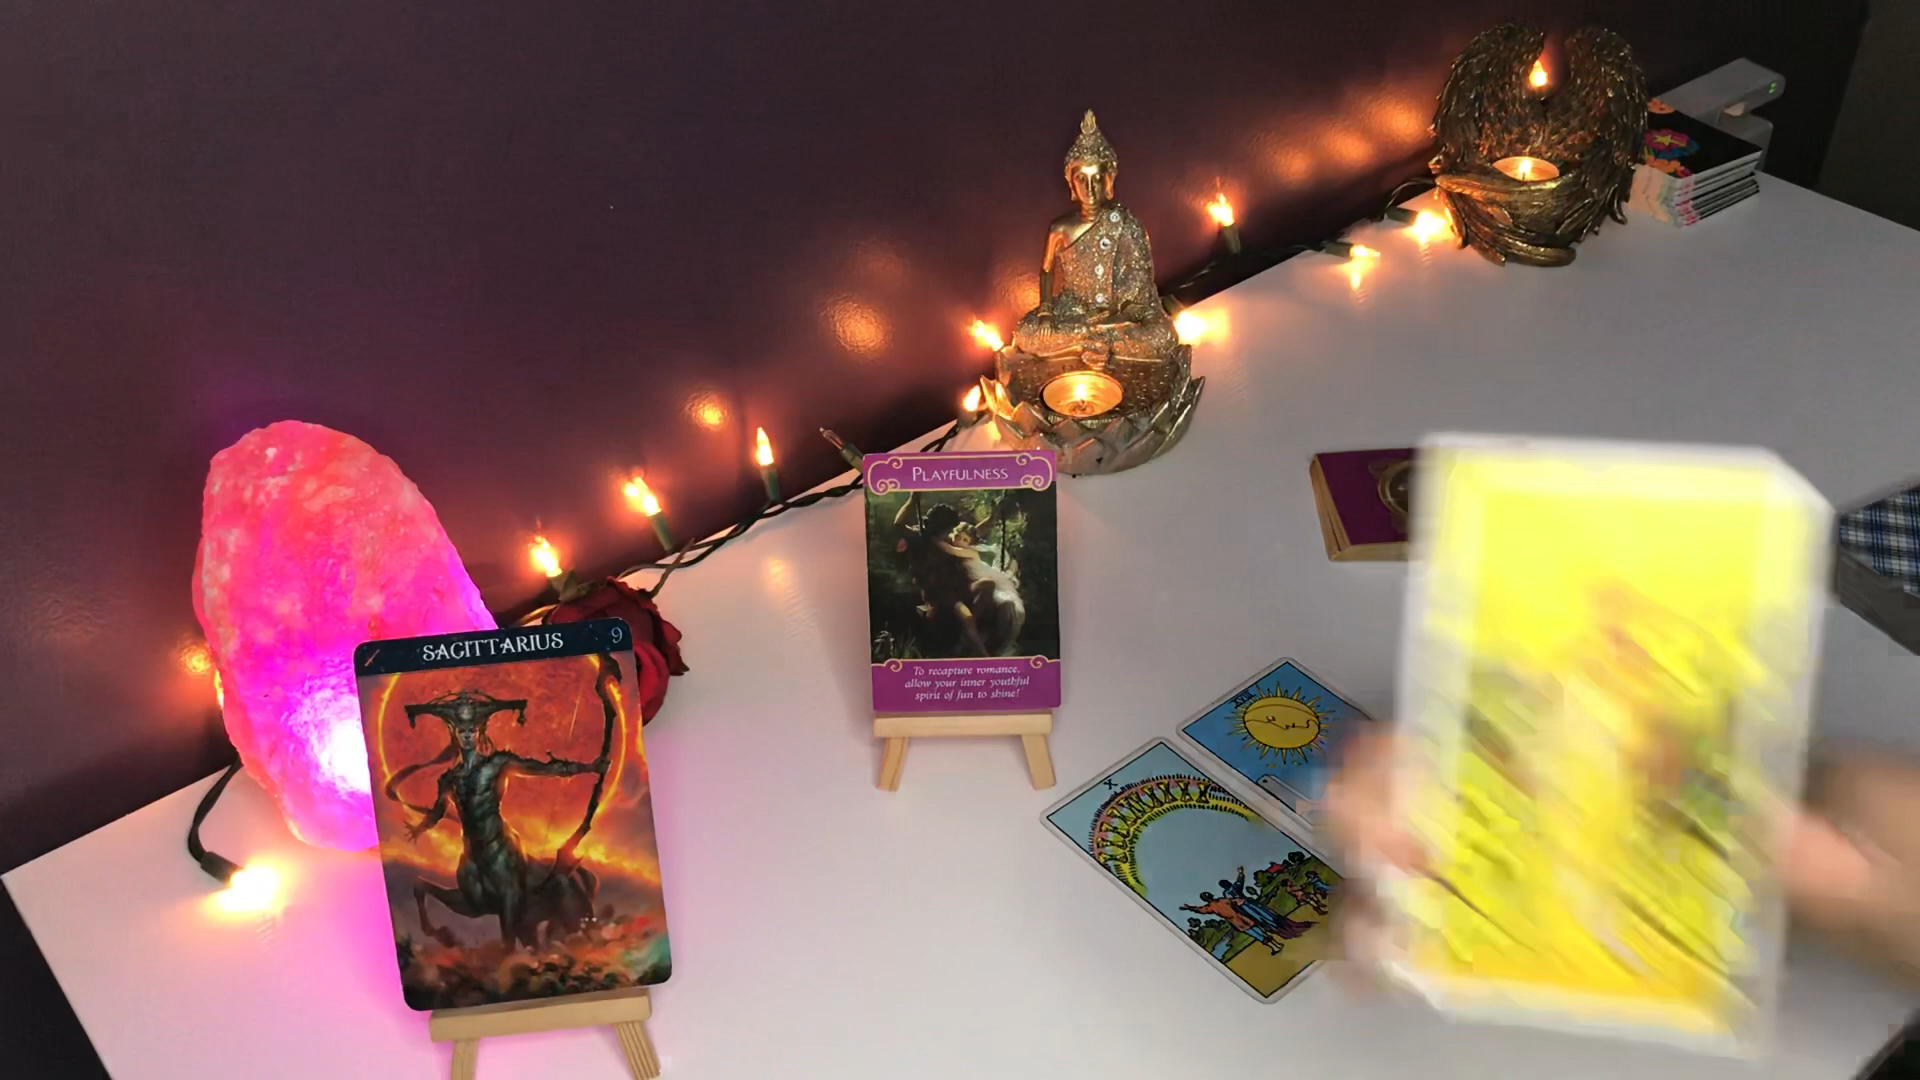 SAGITTARIUS 9
PLAYFULNESS
To recapture romance,
allow your inner youthful
spirit of fun to shine!
X